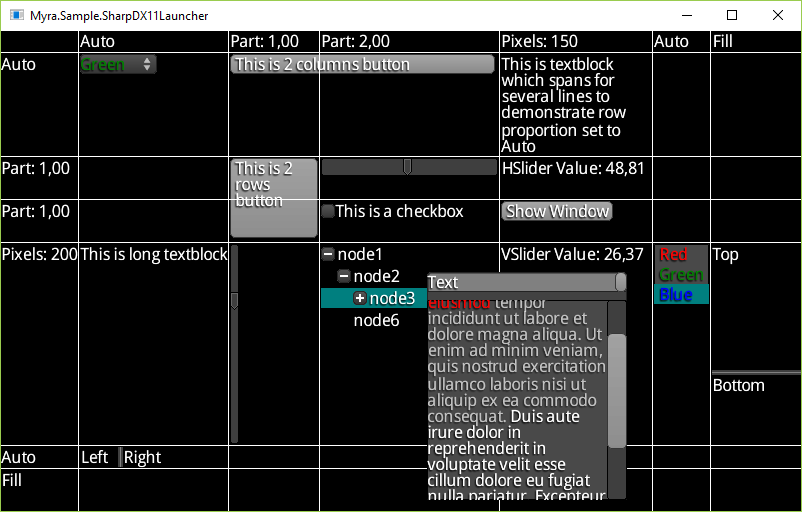 Myra.Sample.SharpDX11Launcher
Auto Part: 1,00 Part: 2,00 Pixels: 150 Auto Fill
Auto Green This is 2 columns button This is textblock
which spans for
several lines to
demonstrate row
proportion set to
Auto
Part: 1,00 This is 2 HSlider Value: 48,81
rows
button
Part: 1,00 This is a checkbox Show Window
Pixels: 200 This is long textblock node1 VSlider Value: 26,37 Red Top
node2 Green
node3 Blue
node6
Text
eiusmod tempor
incididunt ut labore et
dolore magna aliqua. Ut
enim ad minim veniam,
quis nostrud exercitation
ullamco laboris nisi ut
aliquip ex ea commodo
consequat. Duis aute
irure dolor in
reprehenderit in
voluptate velit esse
cillum dolore eu fugiat
nulla pariatur. Excepteur
Bottom
Auto Left Right
Fill